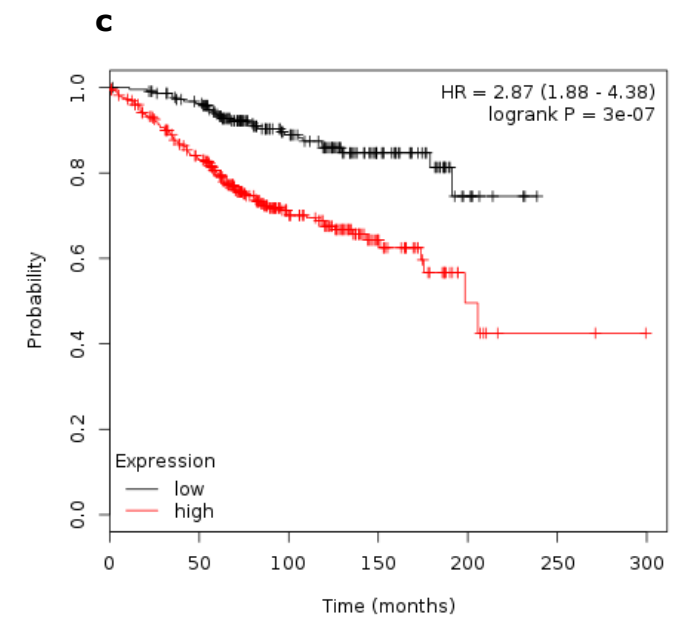 c
HR = 2.87 (1.88 - 4.38)
logrank P = 3e-07
Probability
1.0
0.8
0.6
0.4
0.2
0.0
Expression
low
high
0 50 100 150 200 250 300
Time (months)